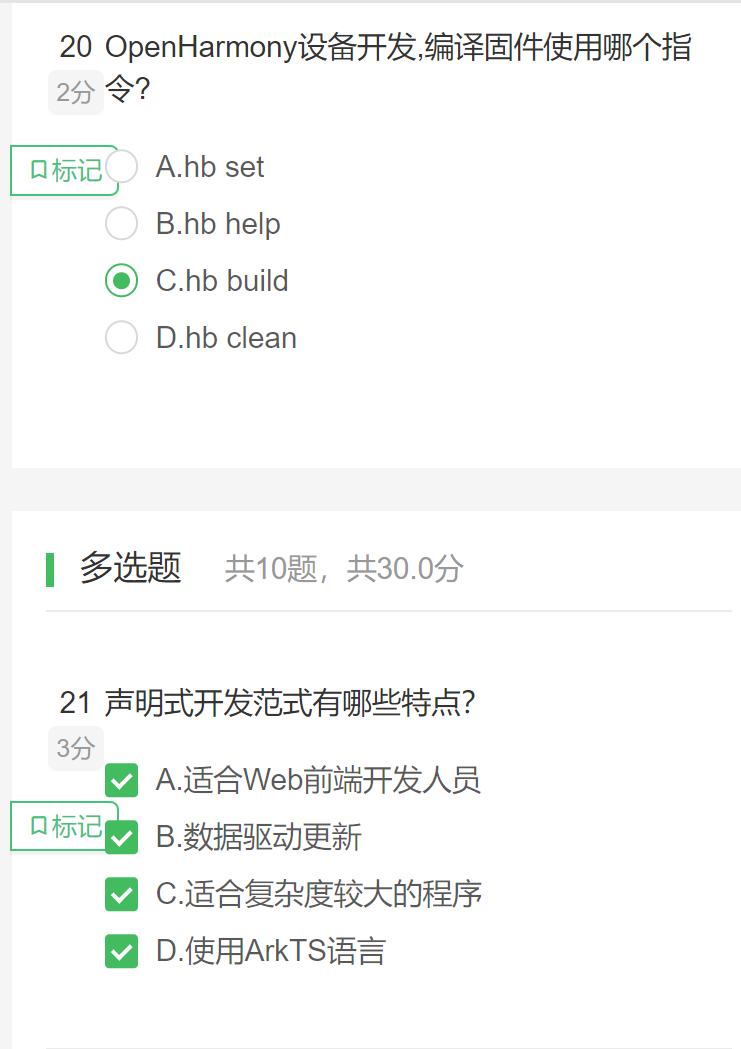 20 OpenHarmony设备开发,编译固件使用哪个指
2分 令?
标记 A.hb set
B.hb help
C.hb build
D.hb clean
多选题 共10题，共30.0分
21 声明式开发范式有哪些特点?
3分
A.适合Web前端开发人员
标记 B.数据驱动更新
C.适合复杂度较大的程序
D.使用ArkTS语言